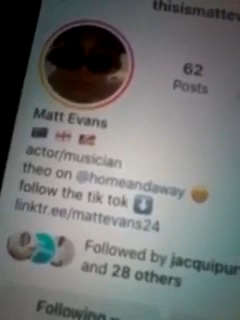 thisismattev
62
Posts
Matt Evans
actor/musician
theo on @homeandaway
follow the tik tok
linktr.ee/mattevans24
Followed by jacquipur
and 28 others
Following